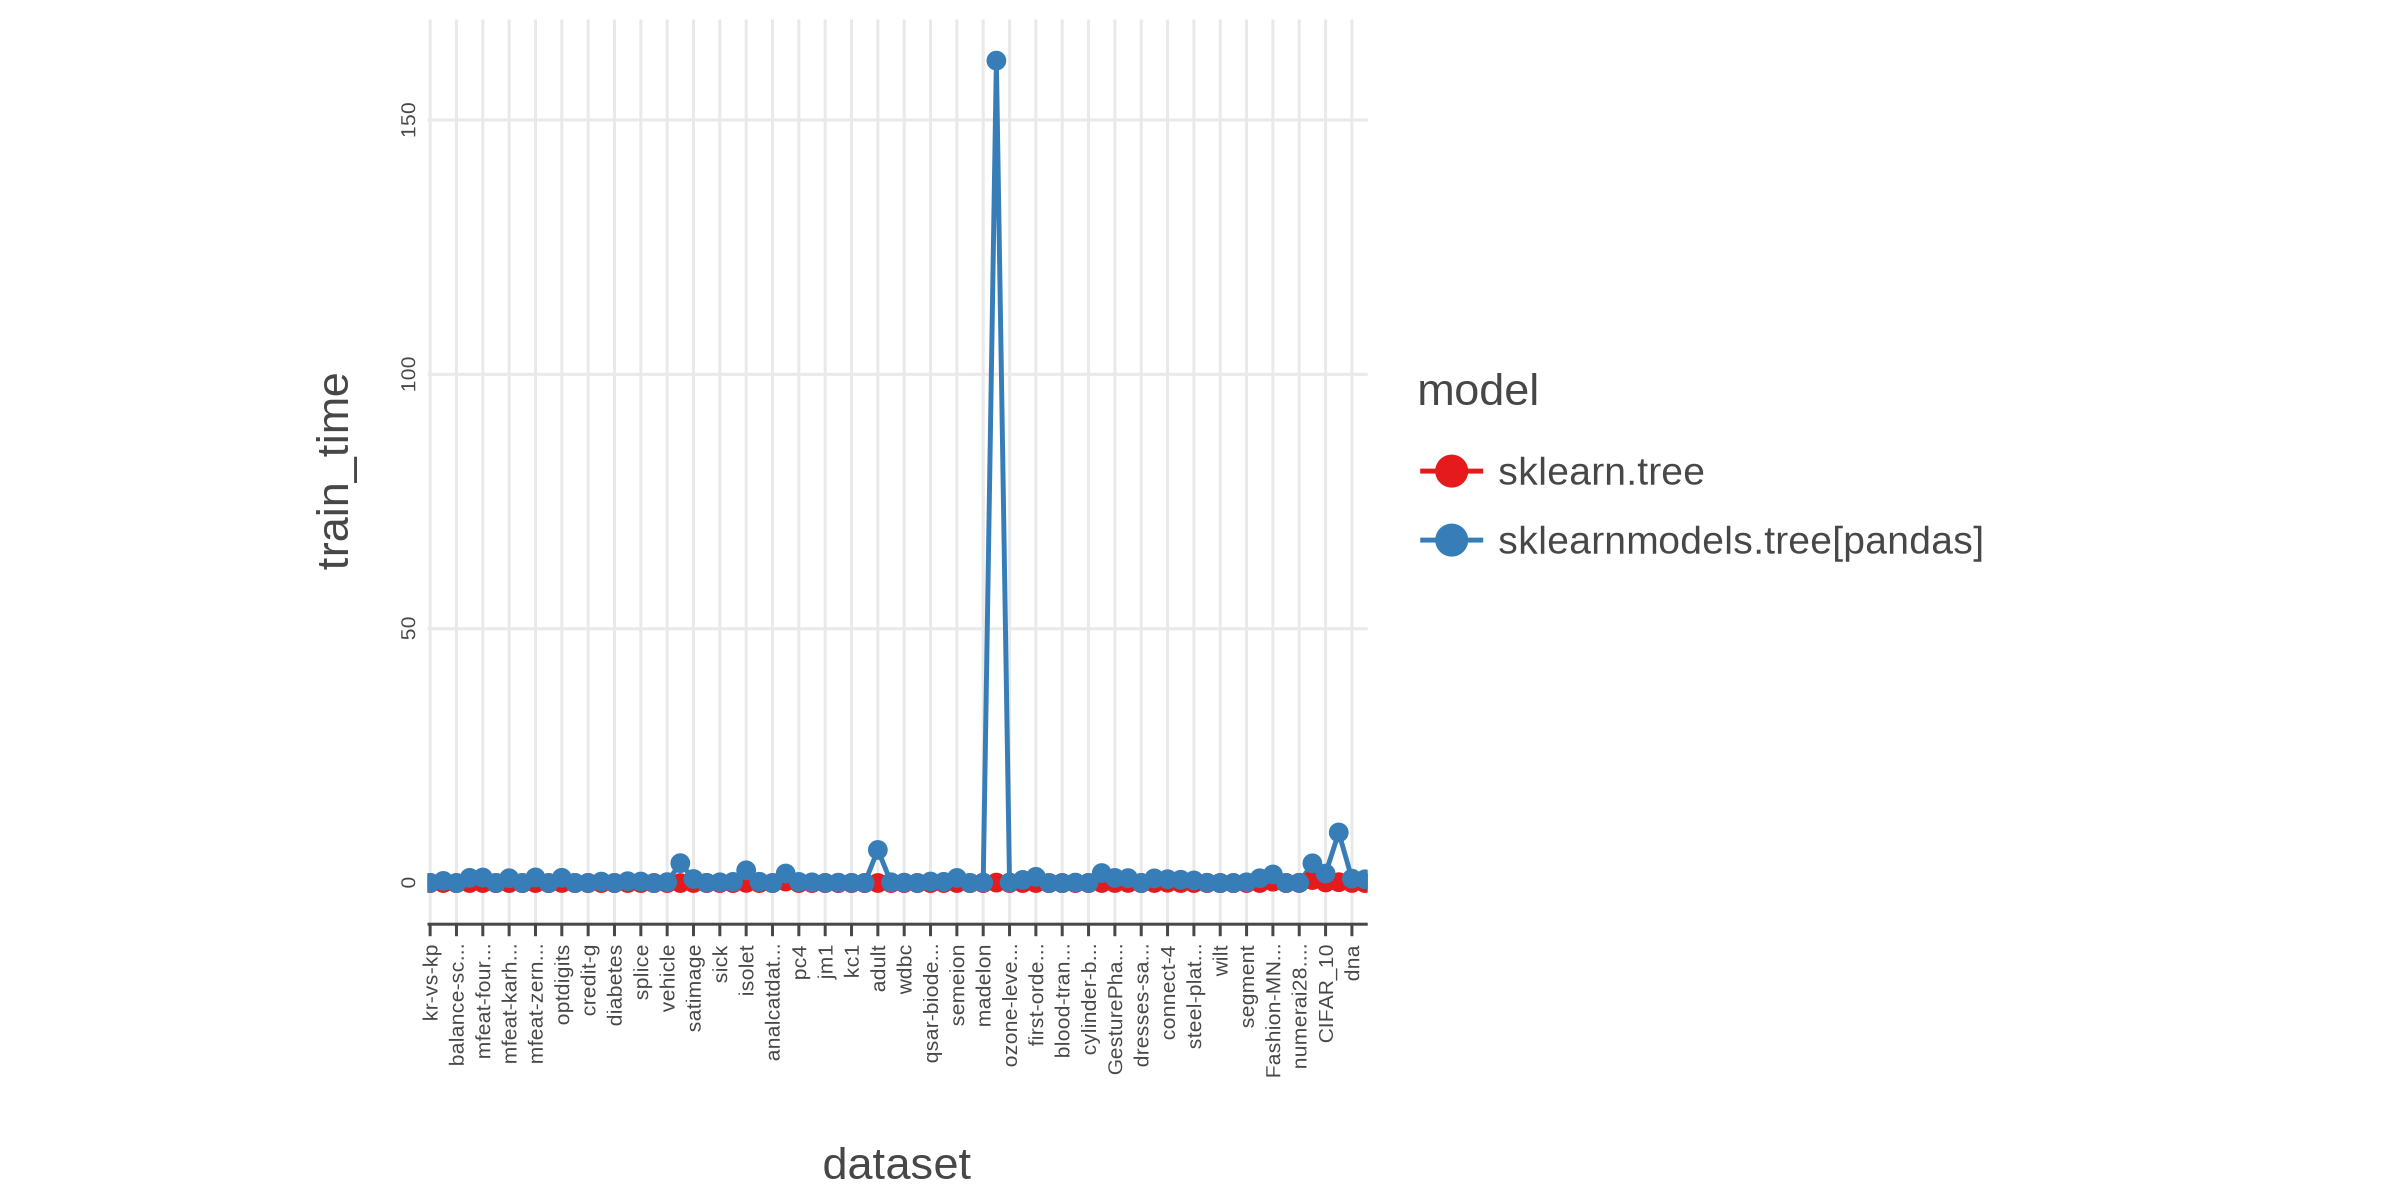 train_time
150
100
50
0
kr-vs-kp
balance-sc...
mfeat-four...
mfeat-karh...
mfeat-zern...
optdigits
credit-g
diabetes
splice
vehicle
satimage
sick
isolet
analcatdat...
pc4
jm1
kc1
adult
wdbc
qsar-biode...
semeion
madelon
ozone-leve...
first-orde...
blood-tran...
cylinder-b...
GesturePha...
dresses-sa...
connect-4
steel-plat...
wilt
segment
Fashion-MN...
numerai28....
CIFAR_10
dna
dataset
model
sklearn.tree
sklearnmodels.tree[pandas]